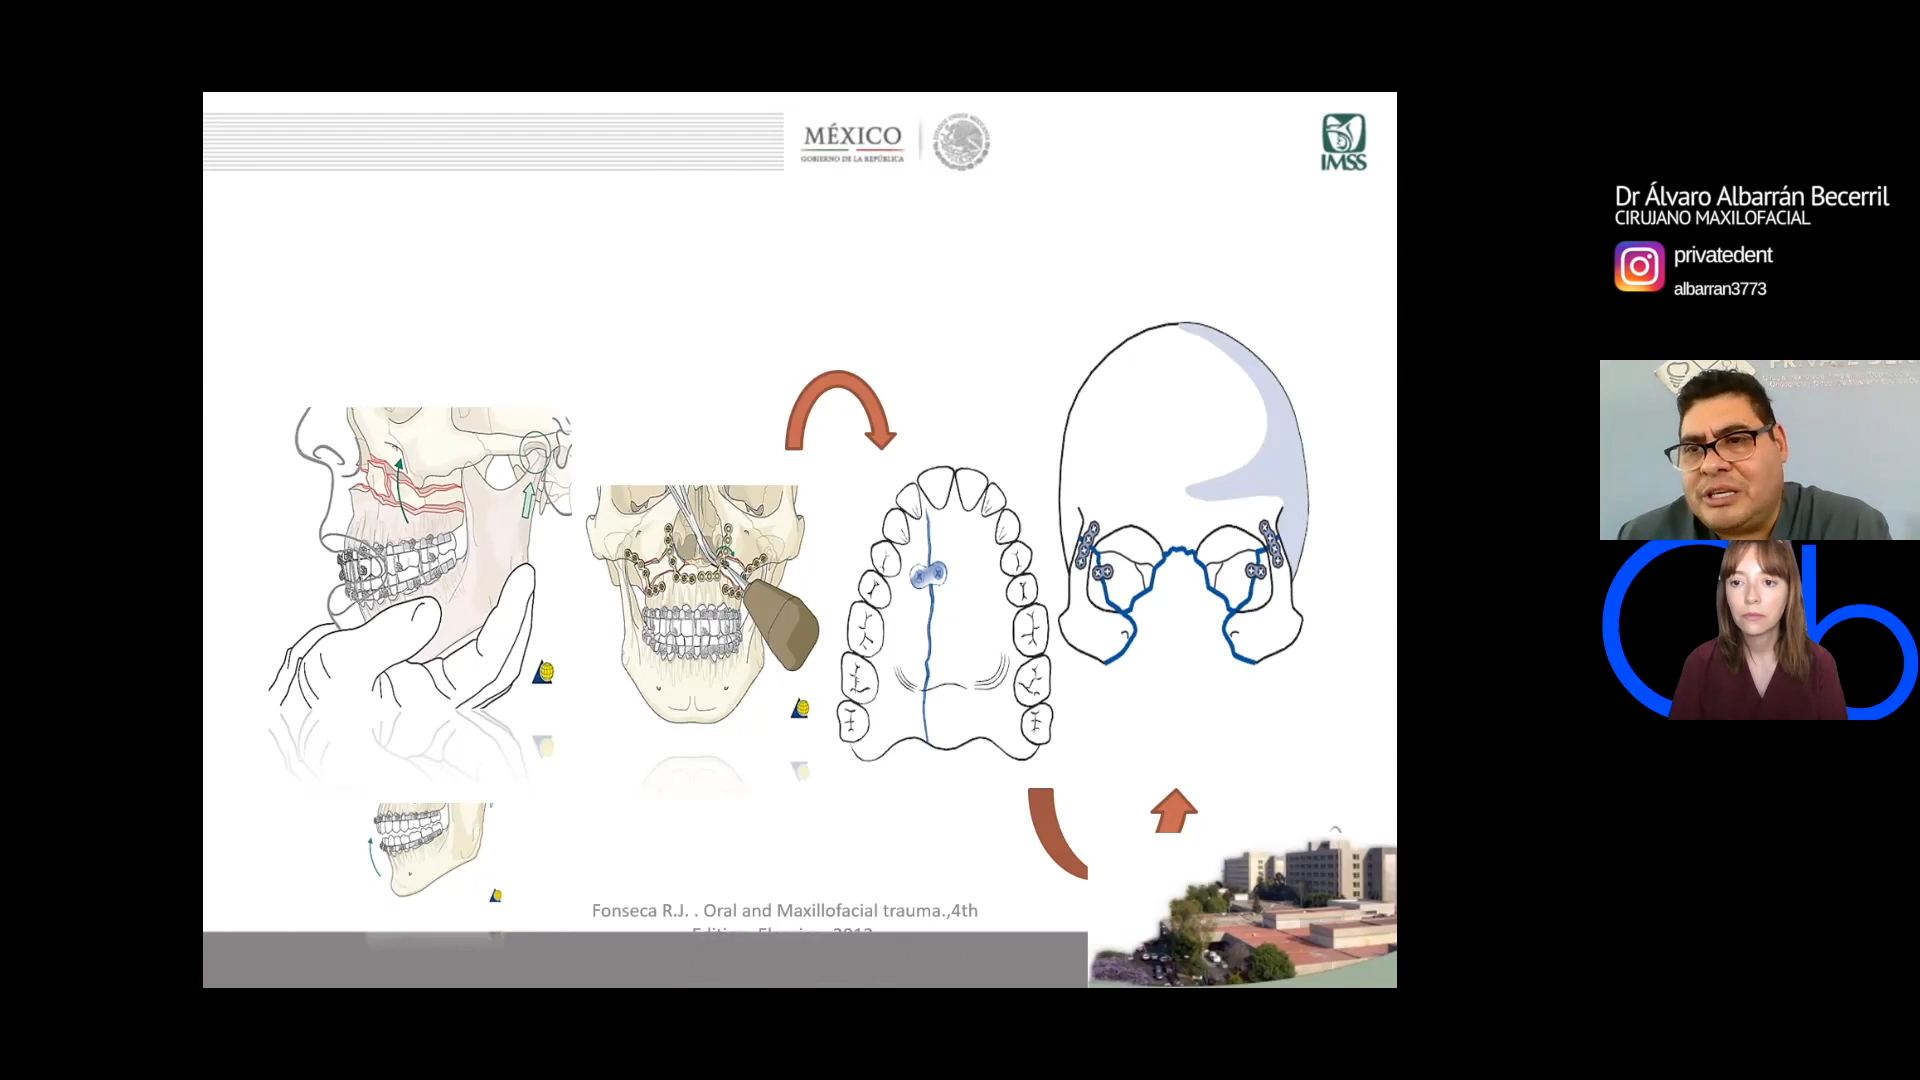 MÉXICO
GOBIERNO DE LA REPÚBLICA
IMSS
Dr Álvaro Albarrán Becerril
CIRUJANO MAXILOFACIAL
privatedent
albarran3773
Fonseca R.J. . Oral and Maxillofacial trauma.,4th